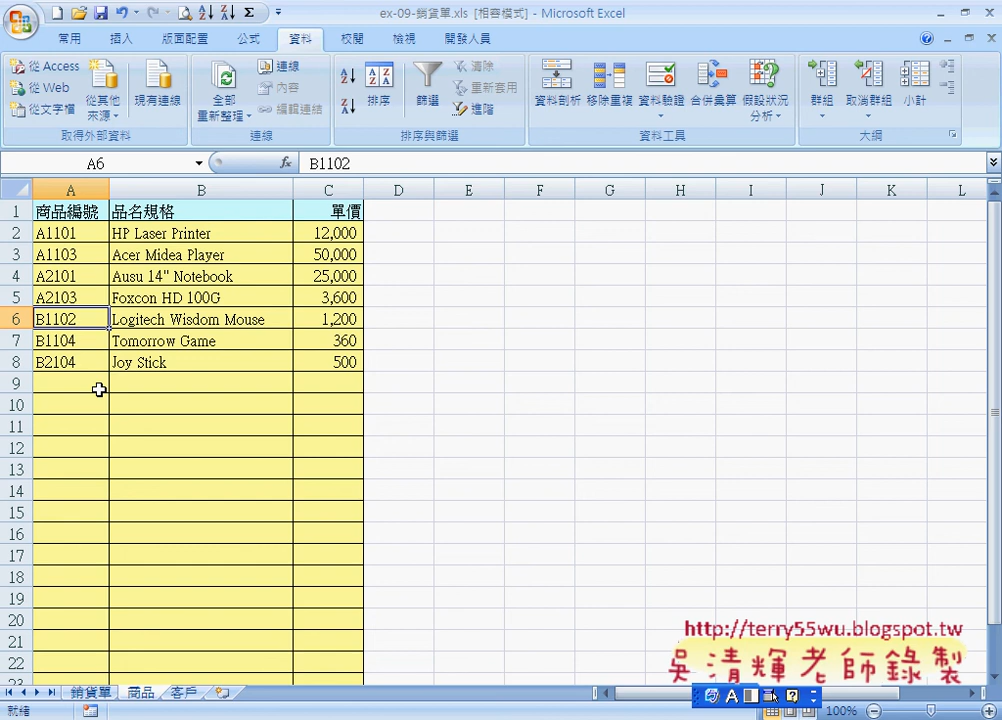 ex-09-銷貨單.xls [相容模式] - Microsoft Excel
常用 插入 版面配置 公式 資料 校閱 檢視 開發人員
從 Access
從 Web
從文字檔
從其他
來源
現有連線
取得外部資料
全部
重新整理
連線
內容
編輯連結
連線
排序
篩選
清除
重新套用
進階
排序與篩選
資料剖析 移除重複 資料驗證 合併彙算 假設狀況
分析
資料工具
群組 取消群組 小計
大綱
A6 fx B1102
A B C D E F G H I J K L
1 商品編號 品名規格 單價
2 A1101 HP Laser Printer 12,000
3 A1103 Acer Midea Player 50,000
4 A2101 Ausu 14" Notebook 25,000
5 A2103 Foxcon HD 100G 3,600
6 B1102 Logitech Wisdom Mouse 1,200
7 B1104 Tomorrow Game 360
8 B2104 Joy Stick 500
9
10
11
12
13
14
15
16
17
18
19
20
21
22
23
http://terry55wu.blogspot.tw
吳清輝老師錄製
銷貨單 商品 客戶
就緒 100%